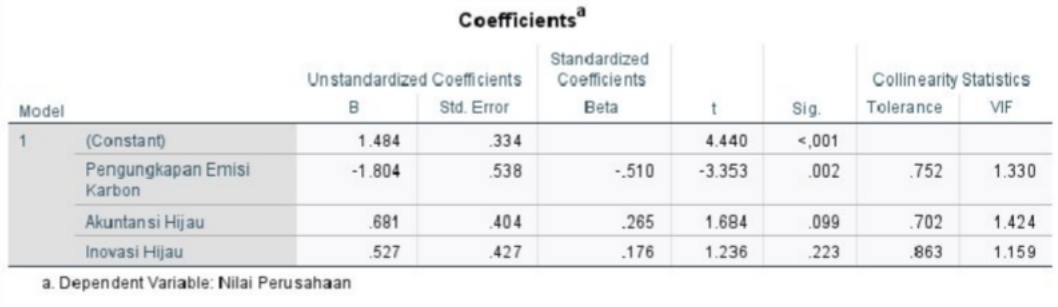 Coefficientsᵃ
Unstandardized Coefficients Standardized Coefficients Collinearity Statistics
Model B Std. Error Beta t Sig. Tolerance VIF
1 (Constant) 1.484 .334 4.440 <,001
Pengungkapan Emisi Karbon -1.804 .538 -.510 -3.353 .002 .752 1.330
Akuntansi Hijau .681 .404 .265 1.684 .099 .702 1.424
Inovasi Hijau .527 .427 .176 1.236 .223 .863 1.159
a. Dependent Variable: Nilai Perusahaan